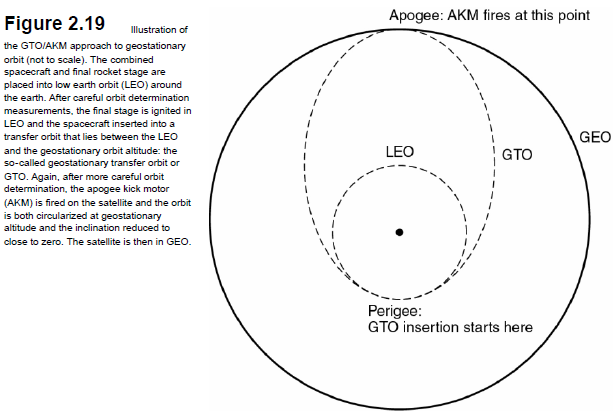 Figure 2.19 Illustration of
the GTO/AKM approach to geostationary
orbit (not to scale). The combined
spacecraft and final rocket stage are
placed into low earth orbit (LEO) around
the earth. After careful orbit determination
measurements, the final stage is ignited in
LEO and the spacecraft inserted into a
transfer orbit that lies between the LEO
and the geostationary orbit altitude: the
so-called geostationary transfer orbit or
GTO. Again, after more careful orbit
determination, the apogee kick motor
(AKM) is fired on the satellite and the orbit
is both circularized at geostationary
altitude and the inclination reduced to
close to zero. The satellite is then in GEO.
Apogee: AKM fires at this point
GEO
LEO
GTO
Perigee:
GTO insertion starts here